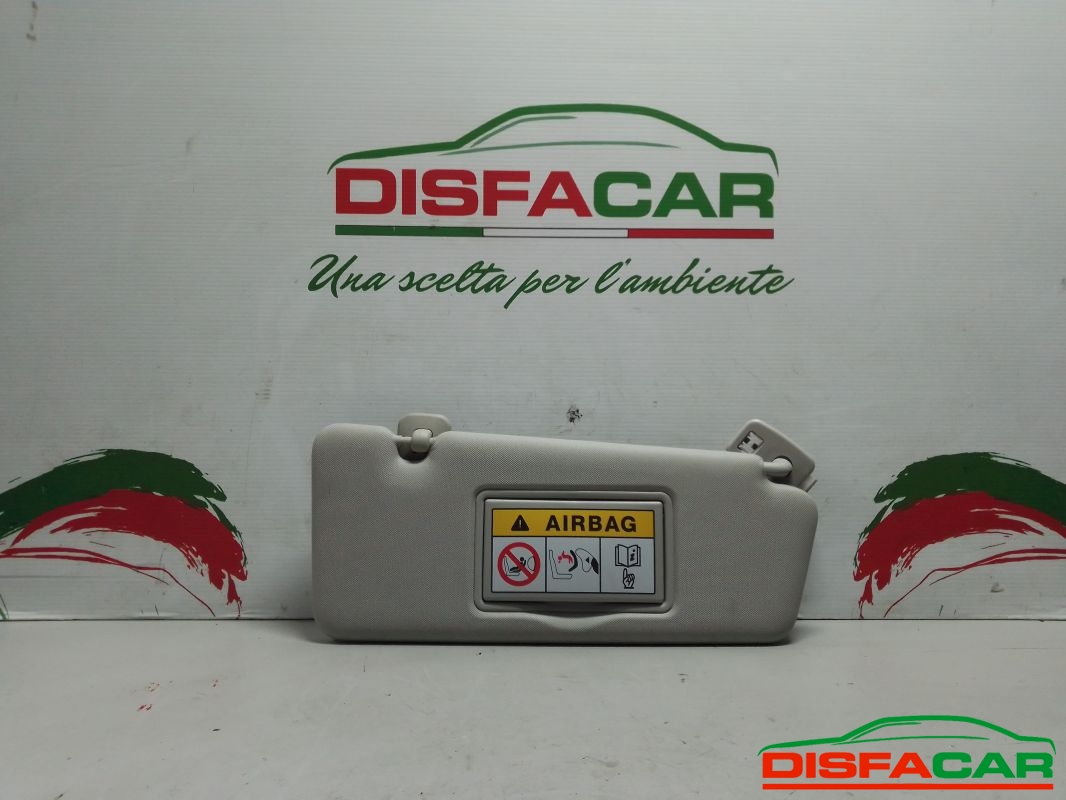 DISFACAR
Una scelta per l'ambiente
AIRBAG
DISFACAR